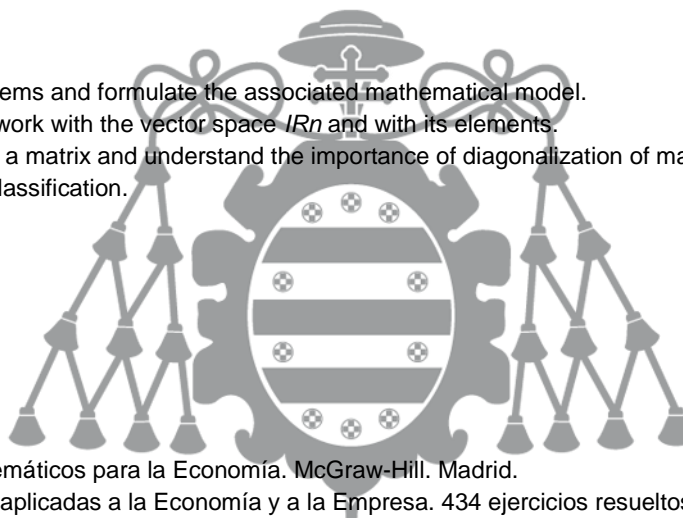 ems and formulate the associated mathematical model.
work with the vector space IRn and with its elements.
a matrix and understand the importance of diagonalization of ma
lassification.
emáticos para la Economía. McGraw-Hill. Madrid.
aplicadas a la Economía y a la Empresa. 434 ejercicios resueltos